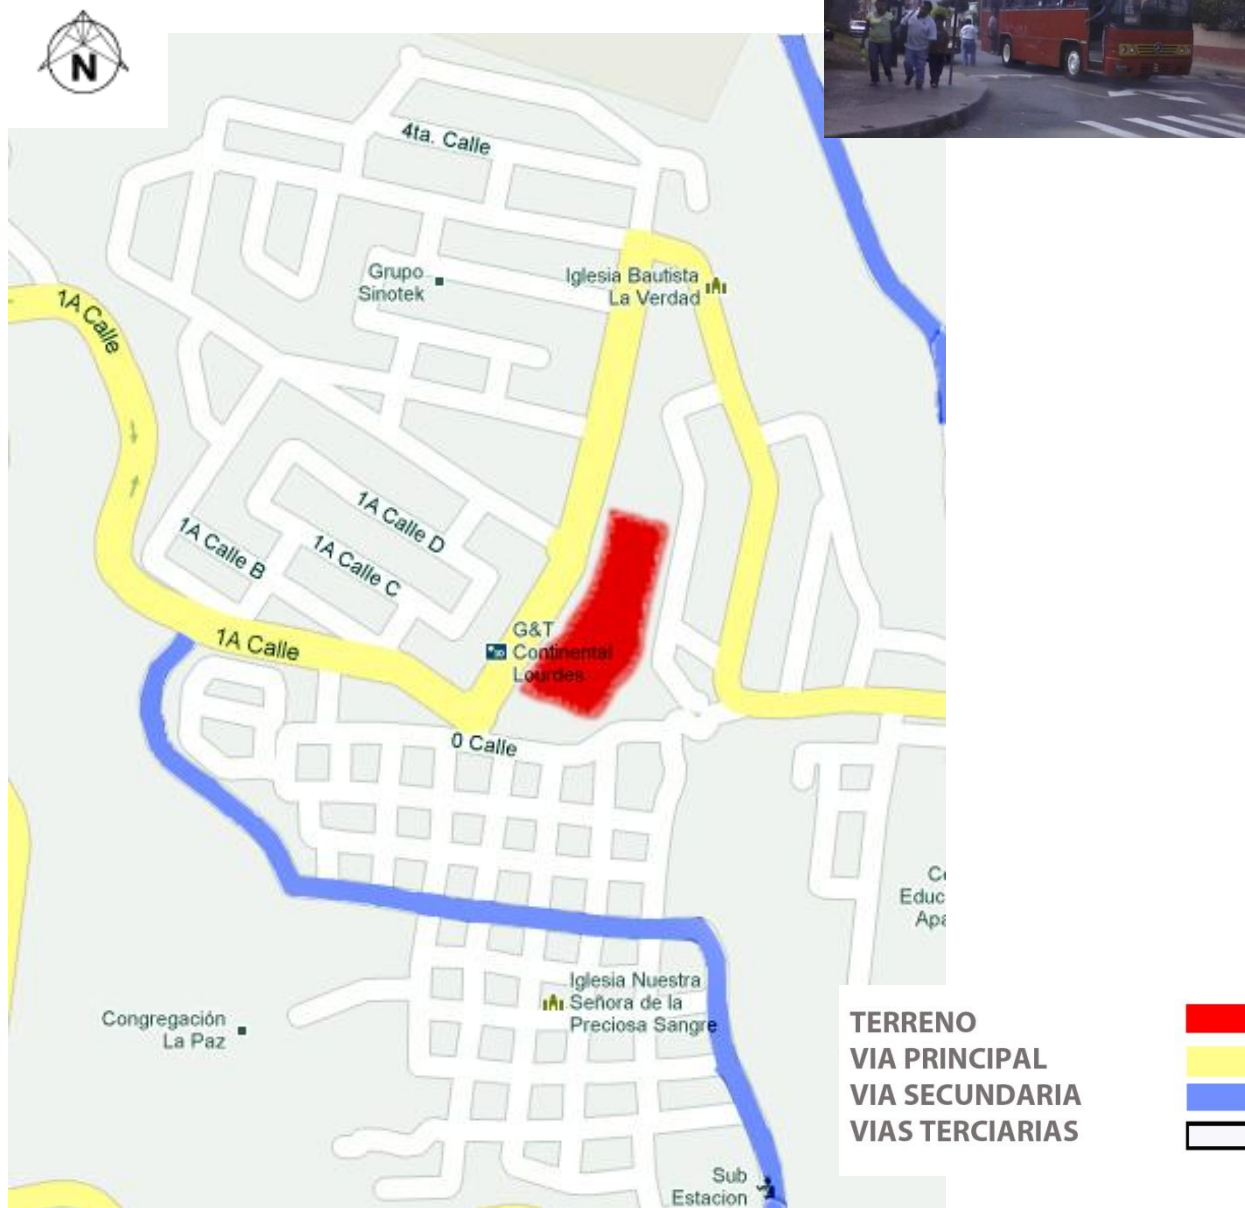 N
4ta. Calle
Grupo
Sinotek
Iglesia Bautista
La Verdad
1A Calle
1A Calle D
1A Calle B
1A Calle C
1A Calle
G&T
Continental
Lourdes
0 Calle
Educ
Iglesia Nuestra
Señora de la
Preciosa Sangre
Congregación
La Paz
Sub
Estacion
TERRENO
VIA PRINCIPAL
VIA SECUNDARIA
VIAS TERCIARIAS